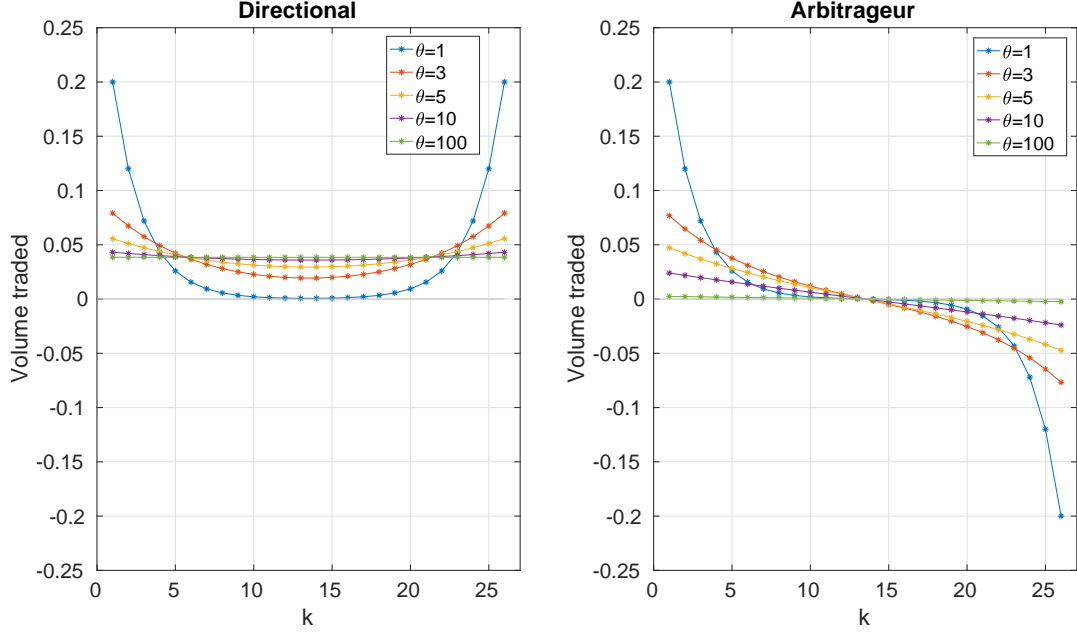 Directional
Volume traded
0.25
0.2
0.15
0.1
0.05
0
-0.05
-0.1
-0.15
-0.2
-0.25
θ=1
θ=3
θ=5
θ=10
θ=100
0 5 10 15 20 25
k
Arbitrageur
Volume traded
0.25
0.2
0.15
0.1
0.05
0
-0.05
-0.1
-0.15
-0.2
-0.25
θ=1
θ=3
θ=5
θ=10
θ=100
0 5 10 15 20 25
k